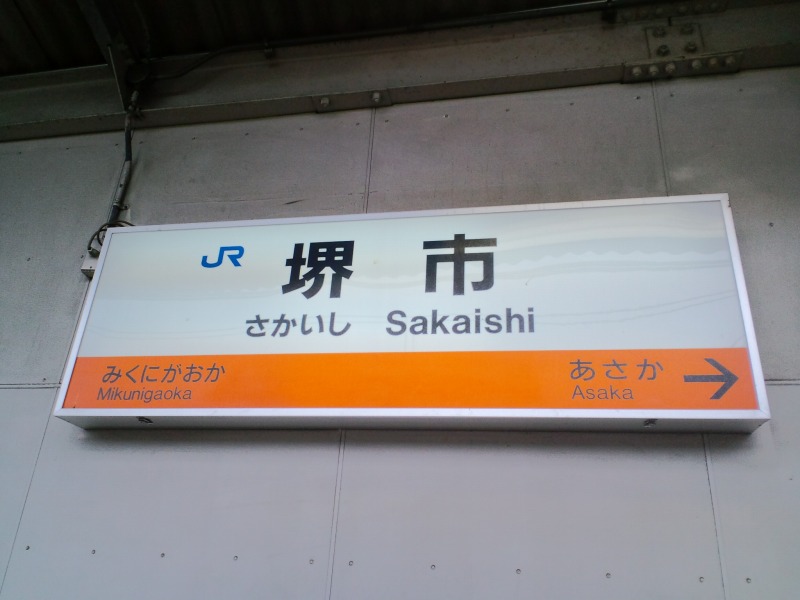 JR 堺市
さかいし Sakaishi
みくにがおか あさか →
Mikunigaoka Asaka